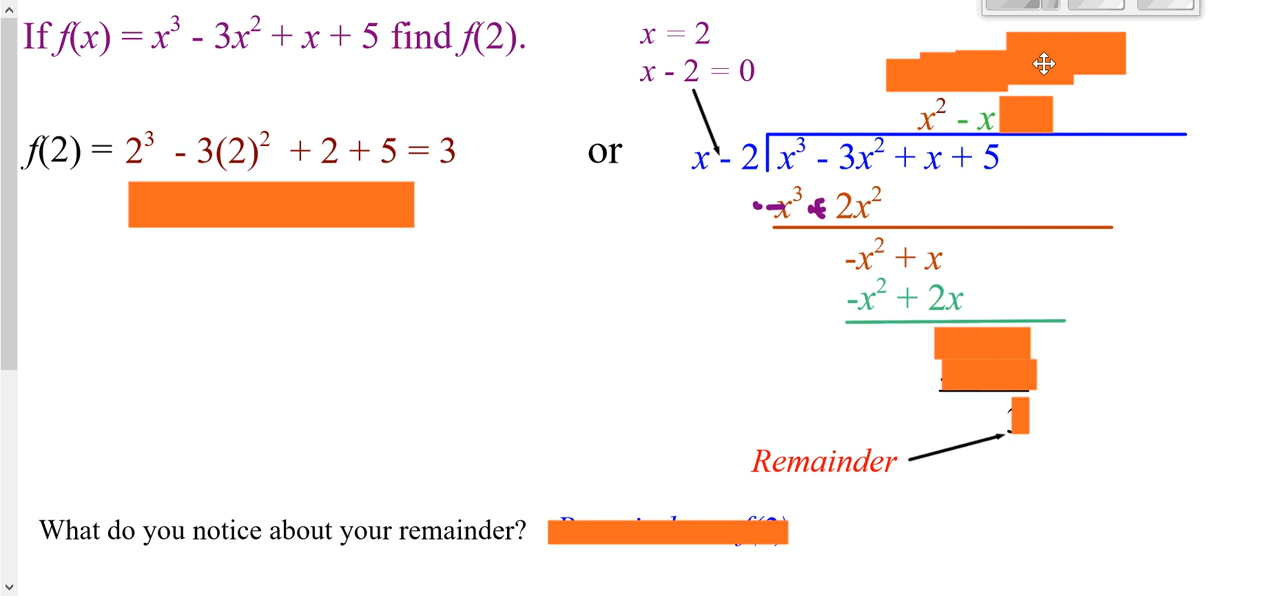 If f(x) = x³ - 3x² + x + 5 find f(2).
x = 2
x - 2 = 0
f(2) = 2³ - 3(2)² + 2 + 5 = 3
or
x² - x
x - 2 x³ - 3x² + x + 5
-x³ + 2x²
-x² + x
-x² + 2x
Remainder
What do you notice about your remainder?